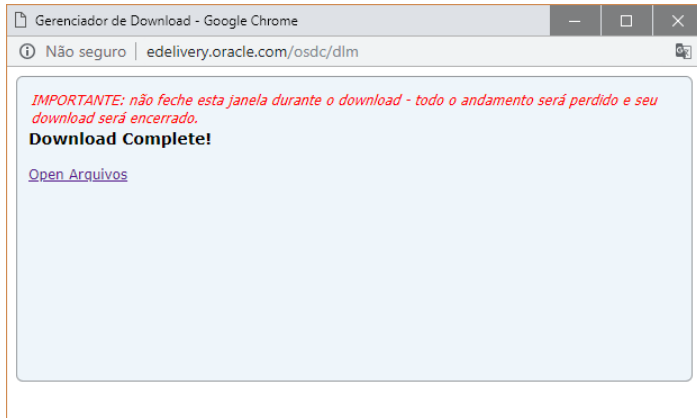 Gerenciador de Download - Google Chrome
Não seguro | edelivery.oracle.com/osdc/dlm
IMPORTANTE: não feche esta janela durante o download - todo o andamento será perdido e seu
download será encerrado.
Download Complete!
Open Arquivos